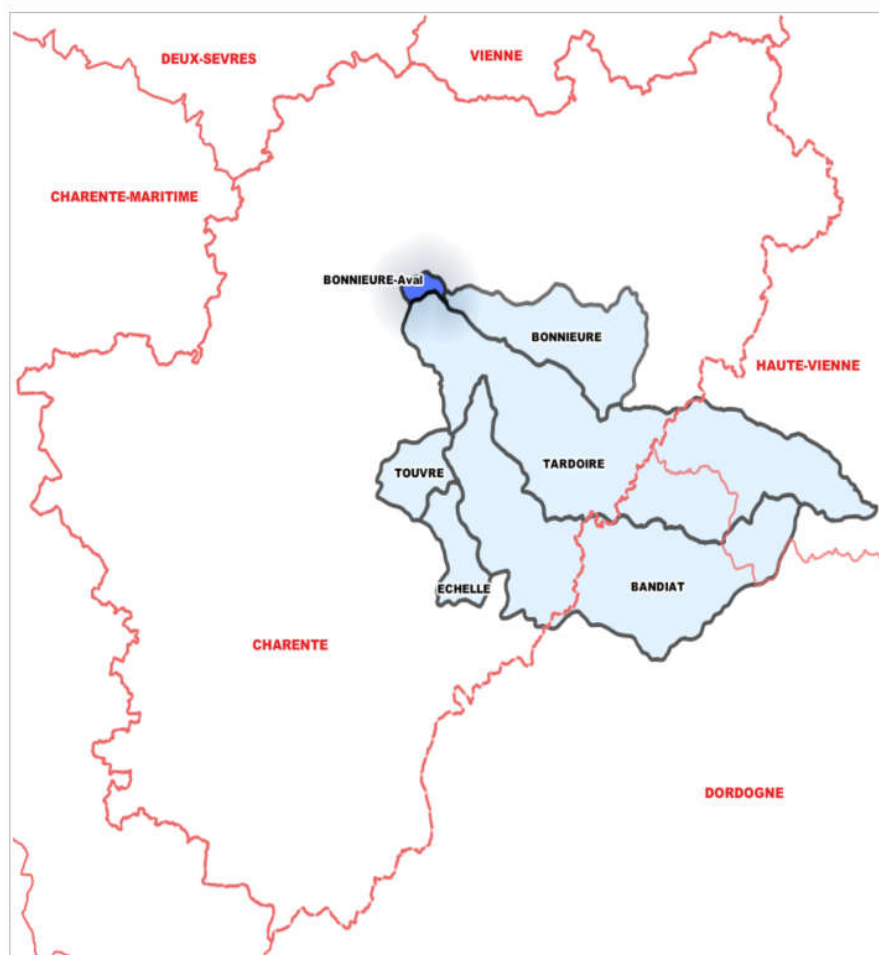 DEUX-SEVRES
VIENNE
CHARENTE-MARITIME
BONNIEURE-Aval
BONNIEURE
HAUTE-VIENNE
TOUVRE
TARDOIRE
ECHELLE
BANDIAT
CHARENTE
DORDOGNE